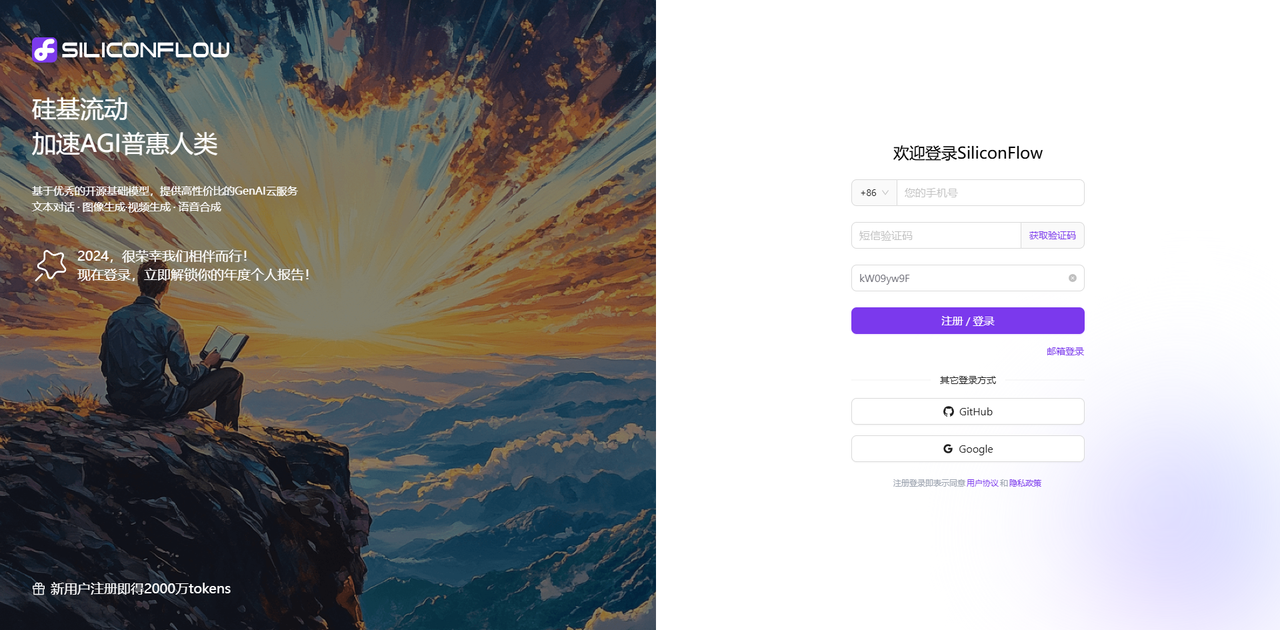 SILICONFLOW
硅基流动
加速AGI普惠人类
基于优秀的开源基础模型，提供高性价比的GenAI云服务
文本对话 · 图像生成·视频生成 · 语音合成
2024，很荣幸我们相伴而行！
现在登录，立即解锁你的年度个人报告！
新用户注册即得2000万tokens
欢迎登录SiliconFlow
+86 您的手机号
短信验证码 获取验证码
kW09yw9F
注册 / 登录
邮箱登录
其它登录方式
GitHub
Google
注册登录即表示同意 用户协议 和 隐私政策